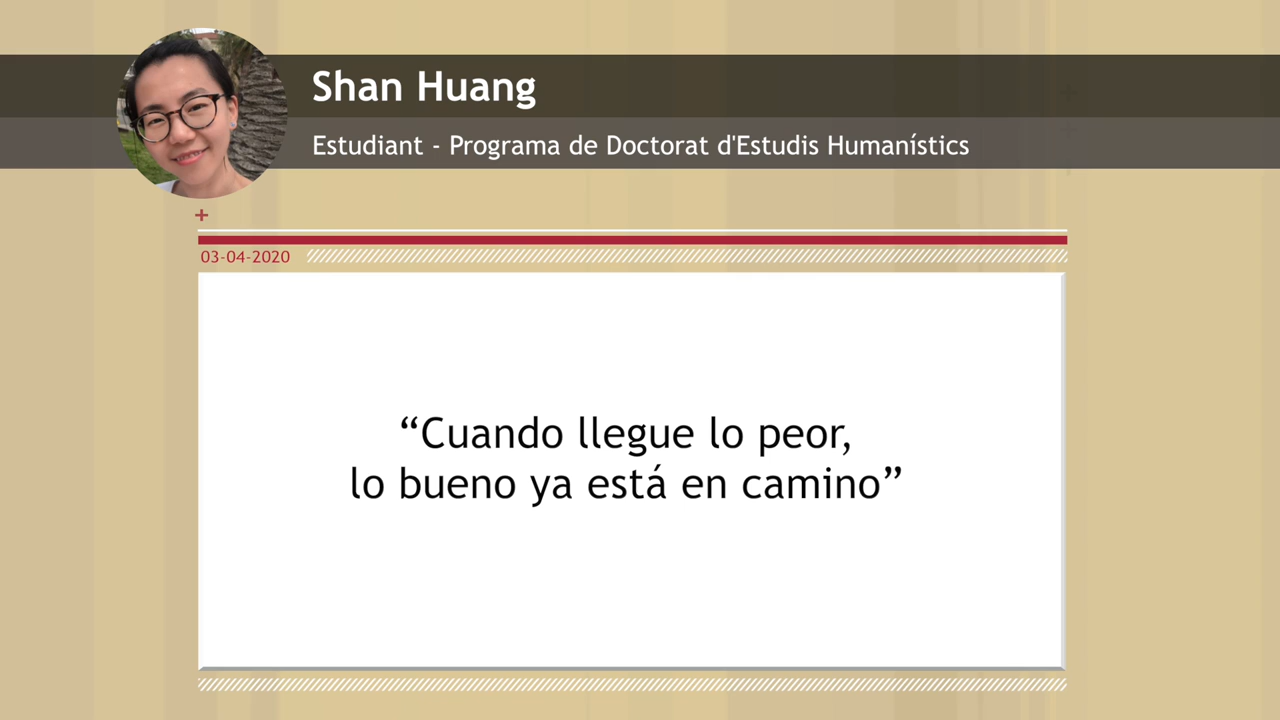 Shan Huang
Estudiant - Programa de Doctorat d'Estudis Humanístics
03-04-2020
“Cuando llegue lo peor,
lo bueno ya está en camino”